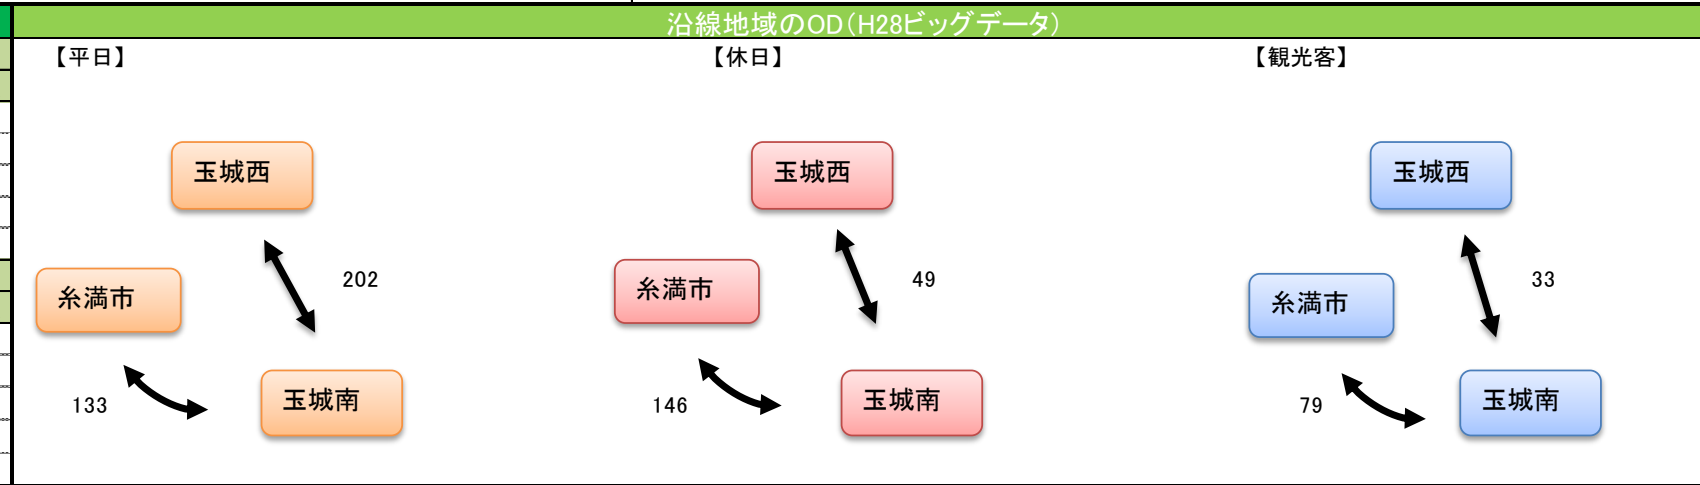 沿線地域のOD(H28ビッグデータ)
【平日】
玉城西
糸満市
202
133
玉城南
【休日】
玉城西
糸満市
49
146
玉城南
【観光客】
玉城西
糸満市
33
79
玉城南